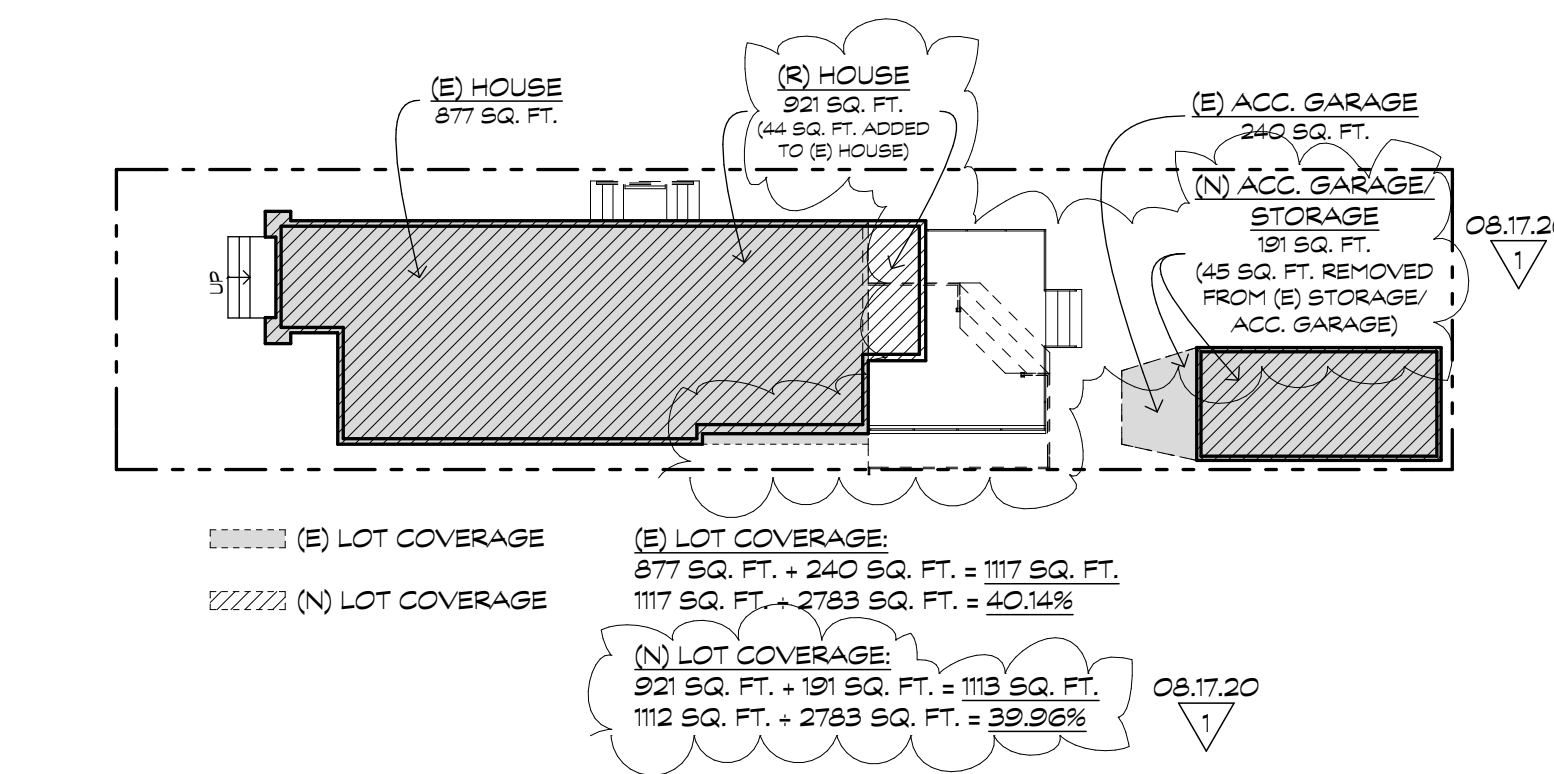 (E) HOUSE
877 SQ. FT.
(R) HOUSE
921 SQ. FT.
(44 SQ. FT. ADDED
TO (E) HOUSE)
(E) ACC. GARAGE
240 SQ. FT.
(N) ACC. GARAGE/
STORAGE
191 SQ. FT.
(45 SQ. FT. REMOVED
FROM (E) STORAGE/
ACC. GARAGE)
08.17.2
1
UP
(E) LOT COVERAGE
(N) LOT COVERAGE
(E) LOT COVERAGE:
877 SQ. FT. + 240 SQ. FT. = 1117 SQ. FT.
1117 SQ. FT. ÷ 2783 SQ. FT. = 40.14%
(N) LOT COVERAGE:
921 SQ. FT. + 191 SQ. FT. = 1113 SQ. FT.
1112 SQ. FT. ÷ 2783 SQ. FT. = 39.96%
08.17.20
1